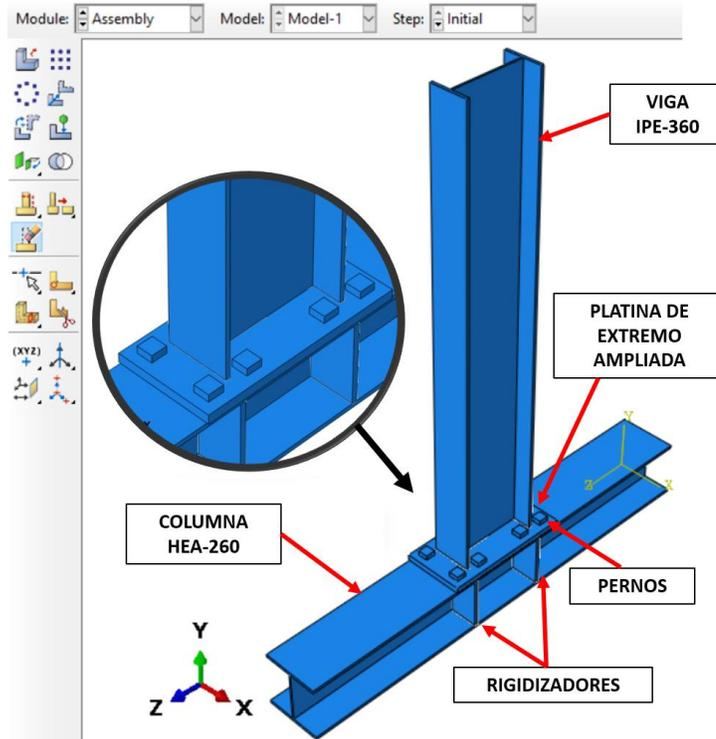 Module: Assembly Model: Model-1 Step: Initial
VIGA
IPE-360
PLATINA DE
EXTREMO
AMPLIADA
Y
Z X
COLUMNA
HEA-260
PERNOS
Y
Z X
RIGIDIZADORES
(XYZ)